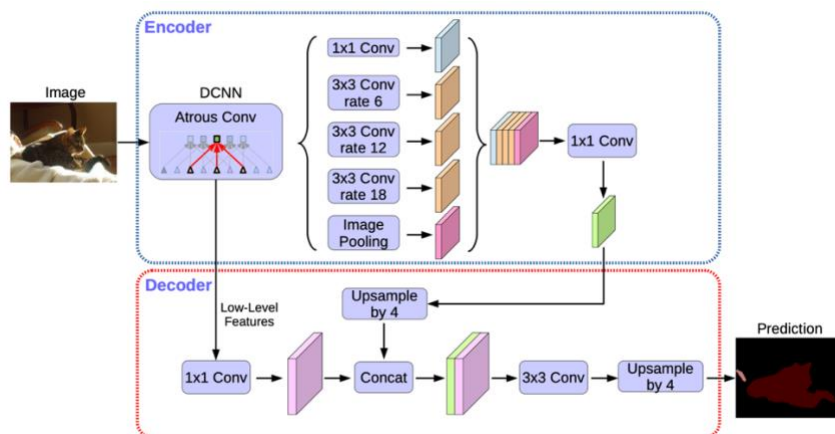 Encoder
Image
DCNN
Atrous Conv
1x1 Conv
3x3 Conv
rate 6
3x3 Conv
rate 12
3x3 Conv
rate 18
Image
Pooling
1x1 Conv
Decoder
Low-Level
Features
Upsample
by 4
1x1 Conv
Concat
3x3 Conv
Upsample
by 4
Prediction